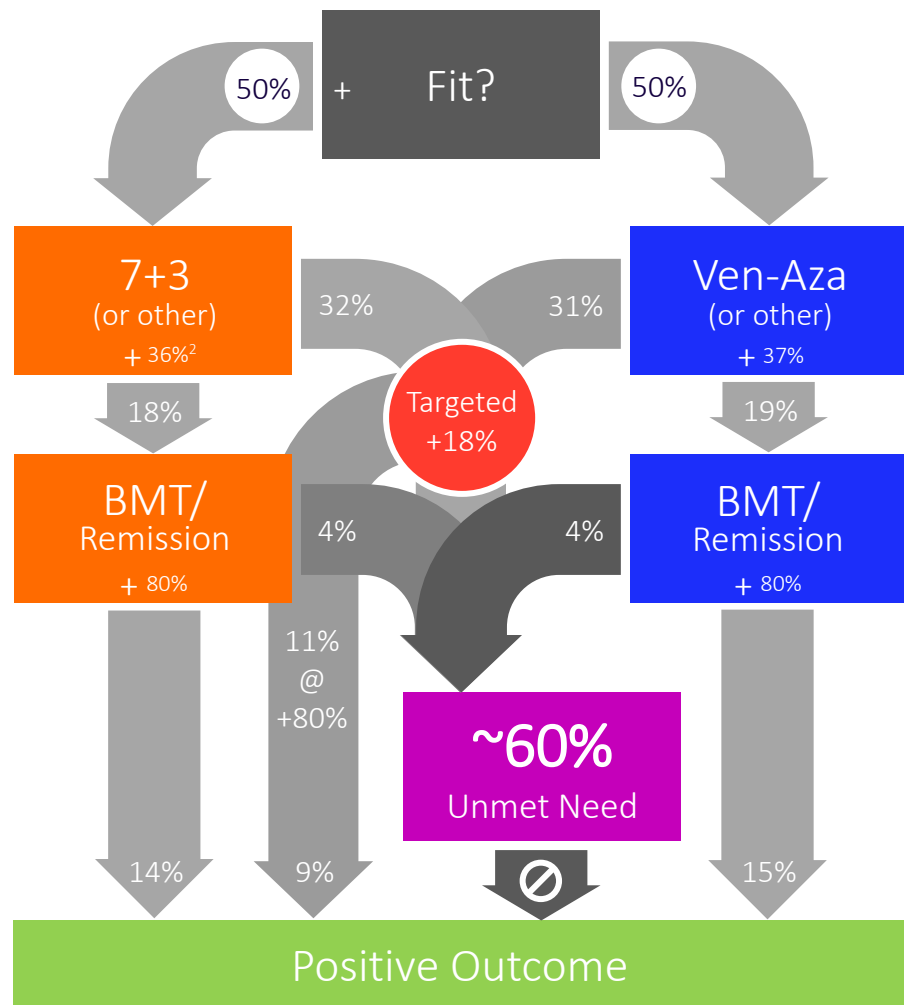 50%
+ Fit?
50%
7+3
(or other)
+ 36%²
32%
31%
Ven-Aza
(or other)
+ 37%
Targeted
+18%
18%
19%
BMT/
Remission
+ 80%
4%
4%
BMT/
Remission
+ 80%
11%
@
+80%
~60%
Unmet Need
14%
9%
15%
Positive Outcome